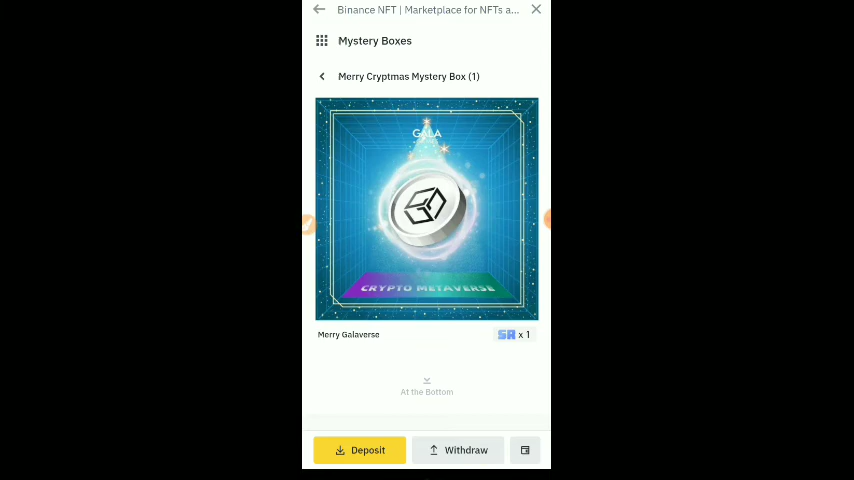 Binance NFT | Marketplace for NFTs a...
Mystery Boxes
Merry Cryptmas Mystery Box (1)
GALA
CRYPTO METAVERSE
Merry Galaverse
SR x 1
At the Bottom
Deposit
Withdraw